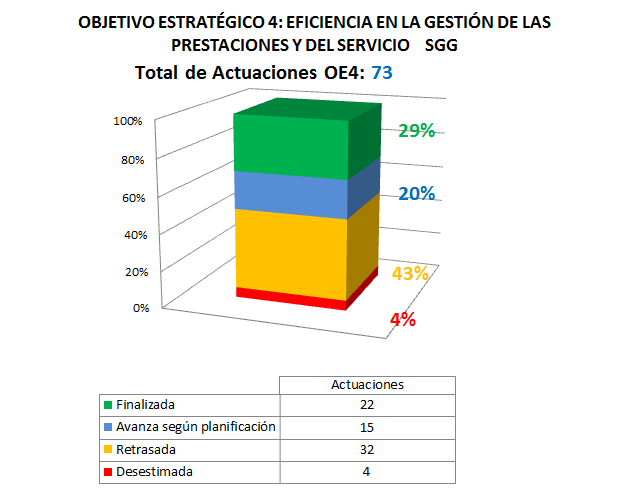 OBJETIVO ESTRATÉGICO 4: EFICIENCIA EN LA GESTIÓN DE LAS
PRESTACIONES Y DEL SERVICIO SGG
Total de Actuaciones OE4: 73
100%
80%
60%
40%
20%
0%
29%
20%
43%
4%
Actuaciones
Finalizada 22
Avanza según planificación 15
Retrasada 32
Desestimada 4